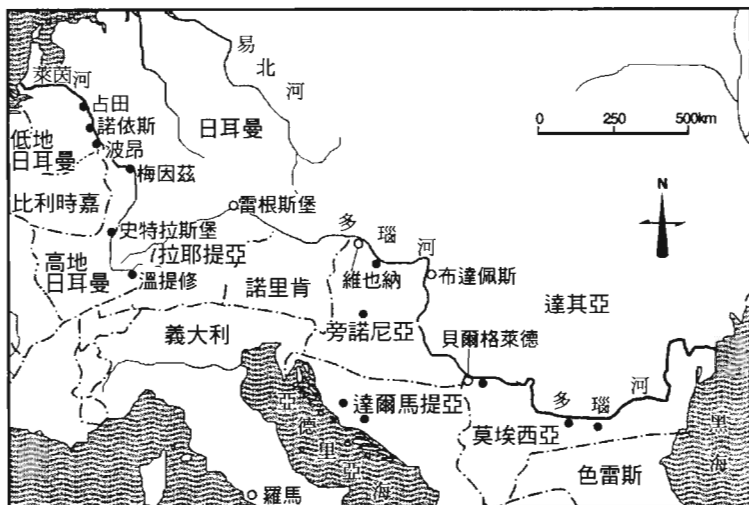 易北河
萊茵河
占田
諾依斯
低地
日耳曼
波昂
日耳曼
梅因茲
比利時嘉
0 250 500km
N
雷根斯堡
史特拉斯堡
多瑙河
高地
日耳曼
拉耶提亞
溫提修
諾里肯
維也納
布達佩斯
達其亞
義大利
旁諾尼亞
貝爾格萊德
亞德里亞海
達爾馬提亞
多瑙河
黑海
莫埃西亞
色雷斯
羅馬